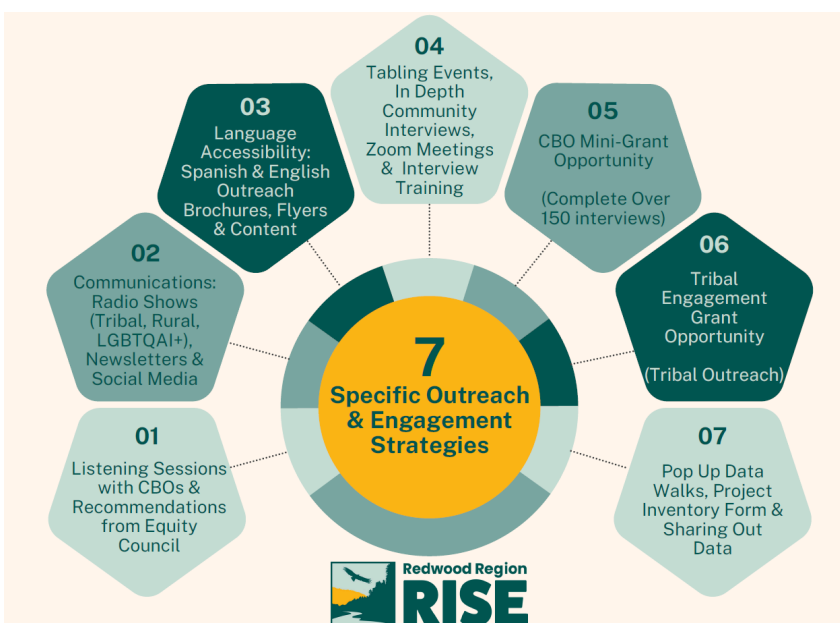 7
Specific Outreach
& Engagement
Strategies
01
Listening Sessions
with CBOs &
Recommendations
from Equity
Council
02
Communications:
Radio Shows
(Tribal, Rural,
LGBTQAI+),
Newsletters &
Social Media
03
Language
Accessibility:
Spanish & English
Outreach
Brochures, Flyers
& Content
04
Tabling Events,
In Depth
Community
Interviews,
Zoom Meetings
& Interview
Training
05
CBO Mini-Grant
Opportunity
(Complete Over
150 interviews)
06
Tribal
Engagement
Grant
Opportunity
(Tribal Outreach)
07
Pop Up Data
Walks, Project
Inventory Form &
Sharing Out
Data
Redwood Region
RISE